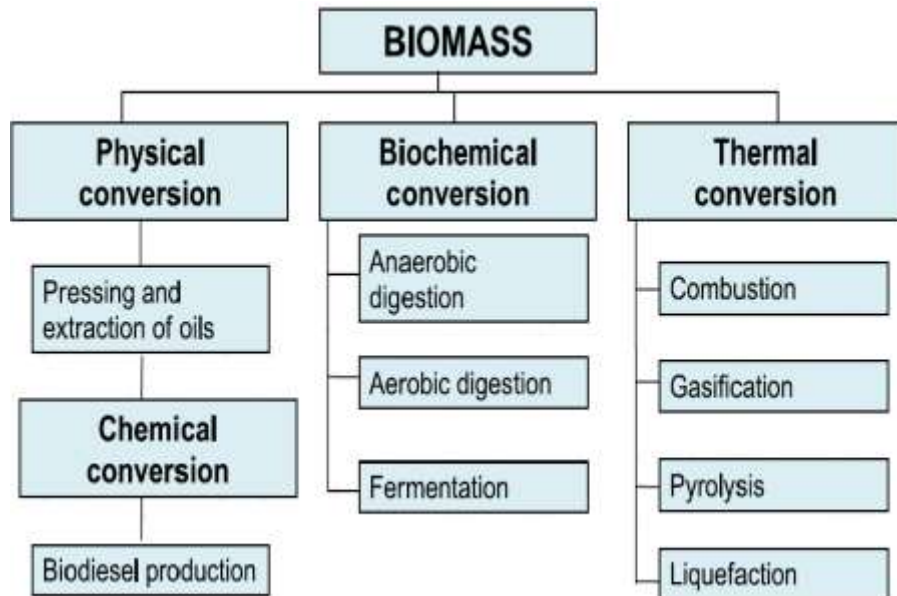 BIOMASS
Physical
conversion
Pressing and
extraction of oils
Chemical
conversion
Biodiesel production
Biochemical
conversion
Anaerobic
digestion
Aerobic digestion
Fermentation
Thermal
conversion
Combustion
Gasification
Pyrolysis
Liquefaction